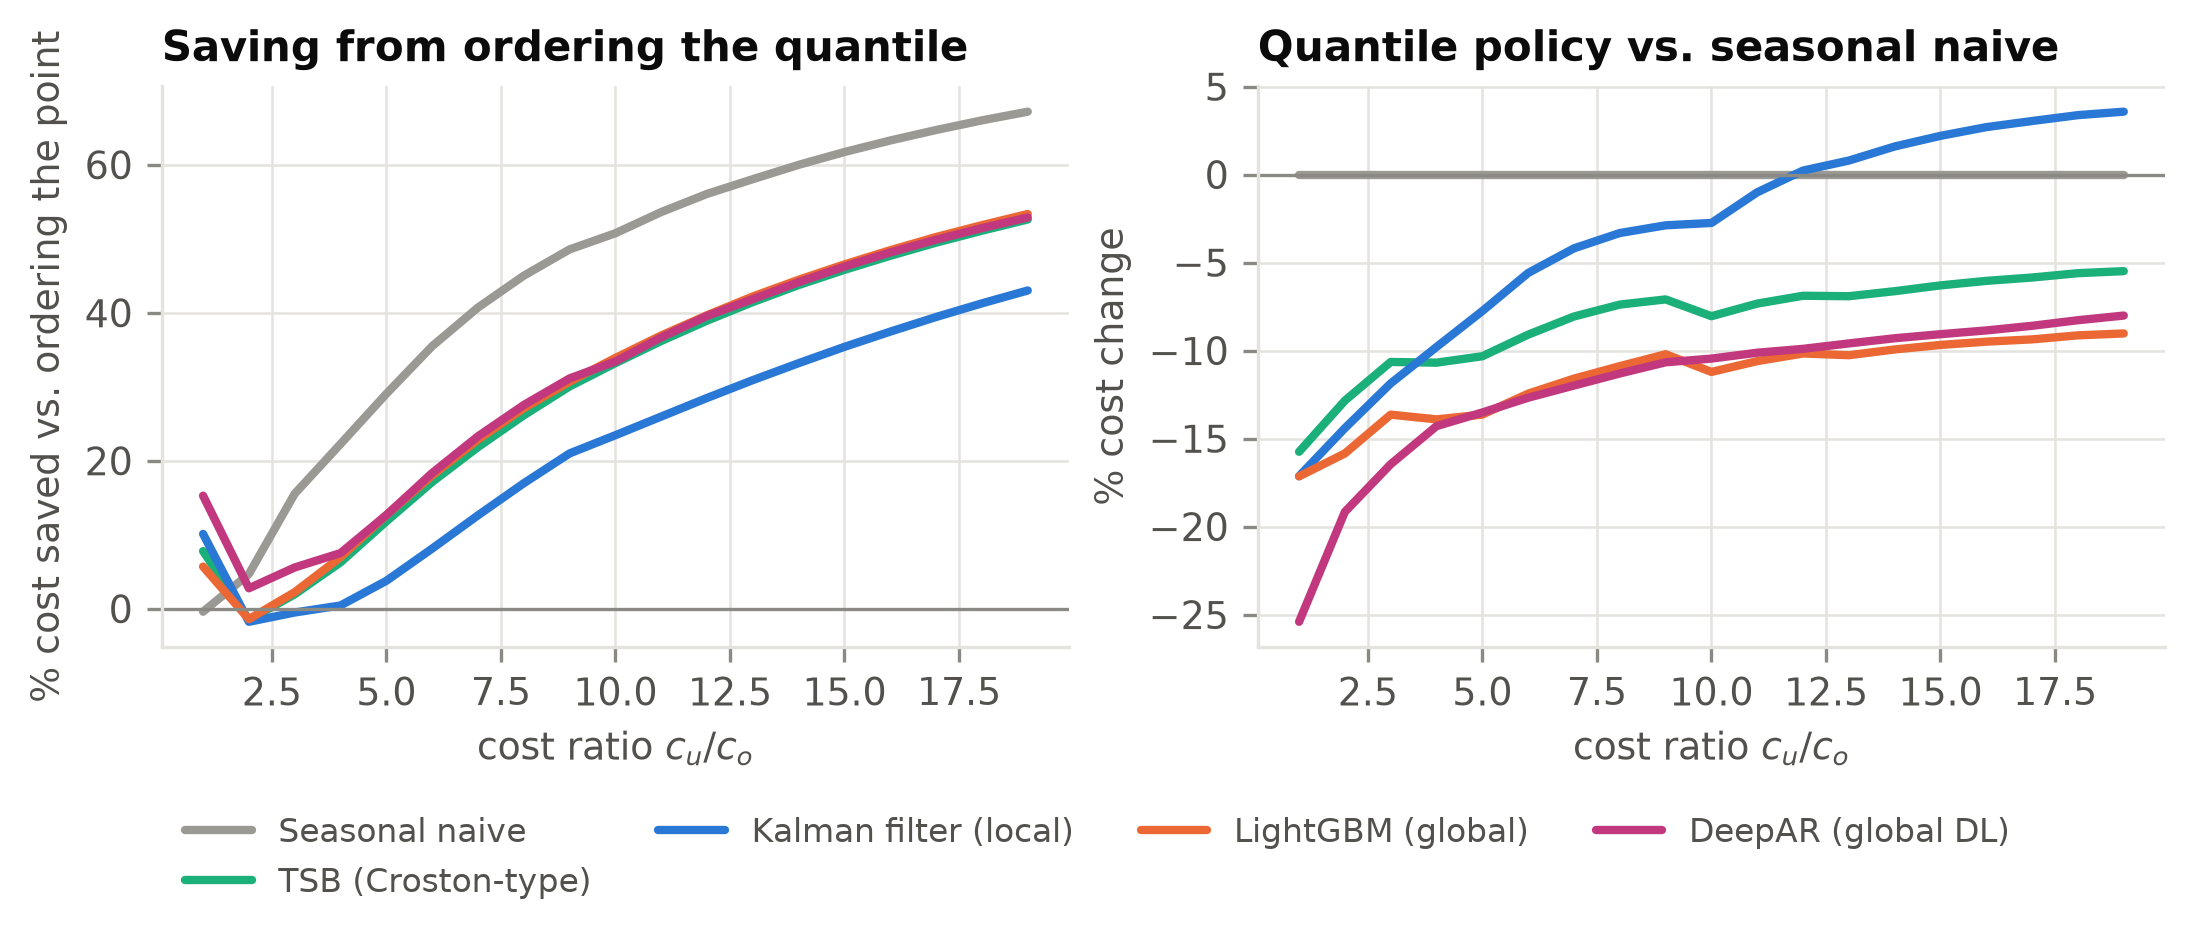 Saving from ordering the quantile
% cost saved vs. ordering the point
60
40
20
0
2.5 5.0 7.5 10.0 12.5 15.0 17.5
cost ratio cᵤ/cₒ
Quantile policy vs. seasonal naive
% cost change
5
0
−5
−10
−15
−20
−25
2.5 5.0 7.5 10.0 12.5 15.0 17.5
cost ratio cᵤ/cₒ
Seasonal naive Kalman filter (local) LightGBM (global) DeepAR (global DL)
TSB (Croston-type)